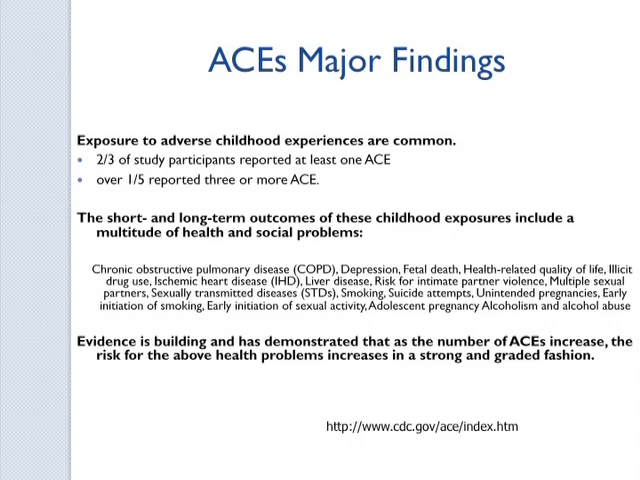 ACEs Major Findings
Exposure to adverse childhood experiences are common.
• 2/3 of study participants reported at least one ACE
• over 1/5 reported three or more ACE.
The short- and long-term outcomes of these childhood exposures include a
multitude of health and social problems:
Chronic obstructive pulmonary disease (COPD), Depression, Fetal death, Health-related quality of life, Illicit
drug use, Ischemic heart disease (IHD), Liver disease, Risk for intimate partner violence, Multiple sexual
partners, Sexually transmitted diseases (STDs), Smoking, Suicide attempts, Unintended pregnancies, Early
initiation of smoking, Early initiation of sexual activity, Adolescent pregnancy Alcoholism and alcohol abuse
Evidence is building and has demonstrated that as the number of ACEs increase, the
risk for the above health problems increases in a strong and graded fashion.
http://www.cdc.gov/ace/index.htm